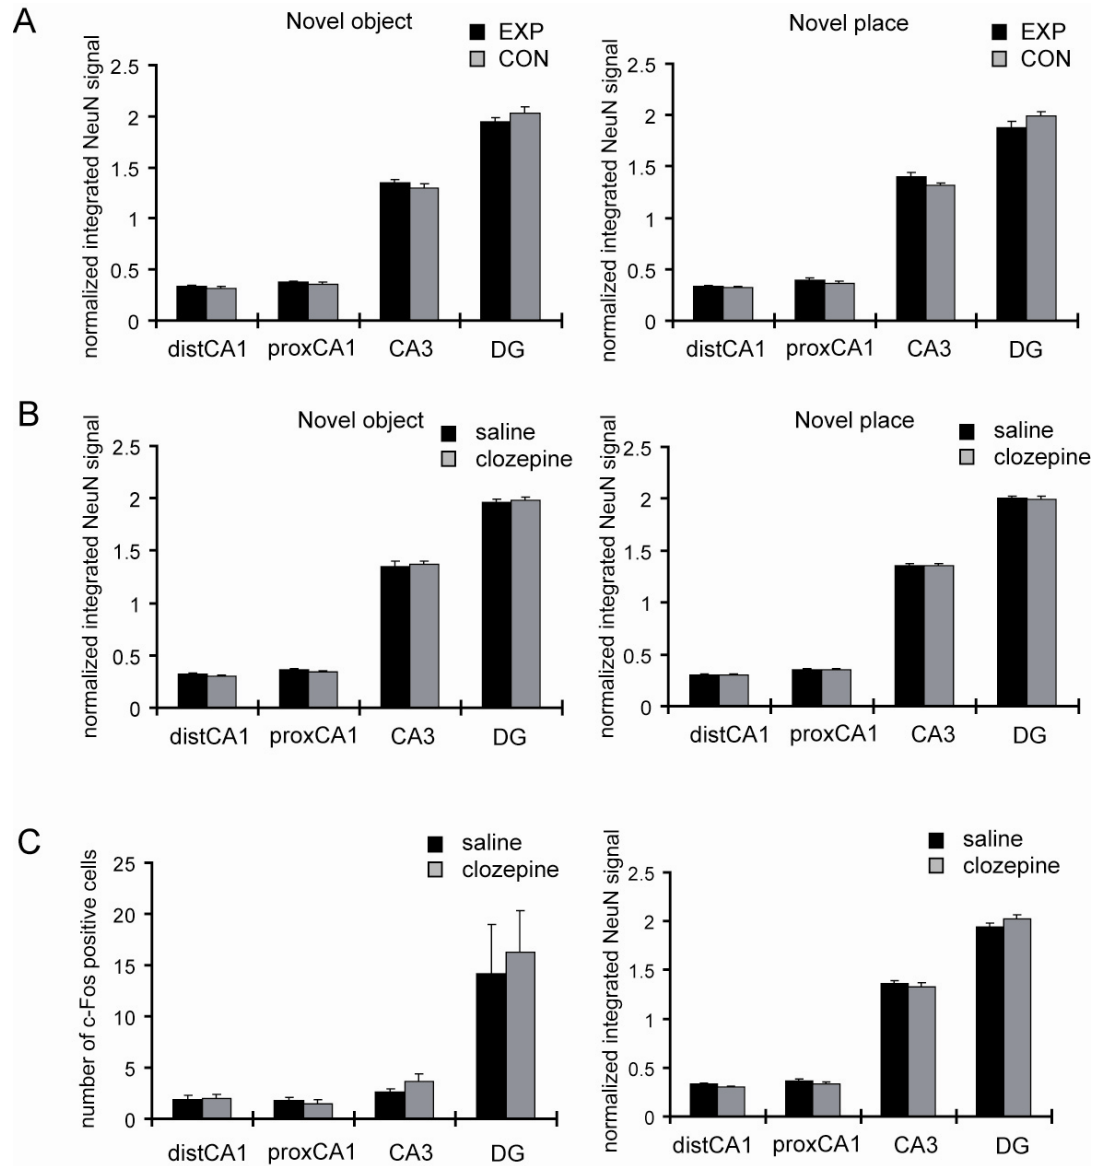 A
Novel object
EXP
CON
normalized integrated NeuN signal
2.5
2
1.5
1
0.5
0
distCA1 proxCA1 CA3 DG
Novel place
EXP
CON
normalized integrated NeuN signal
2.5
2
1.5
1
0.5
0
distCA1 proxCA1 CA3 DG
B
Novel object
saline
clozepine
normalized integrated NeuN signal
2.5
2
1.5
1
0.5
0
distCA1 proxCA1 CA3 DG
Novel place
saline
clozepine
normalized integrated NeuN signal
2.5
2
1.5
1
0.5
0
distCA1 proxCA1 CA3 DG
C
saline
clozepine
number of c-Fos positive cells
25
20
15
10
5
0
distCA1 proxCA1 CA3 DG
saline
clozepine
normalized integrated NeuN signal
2.5
2
1.5
1
0.5
0
distCA1 proxCA1 CA3 DG